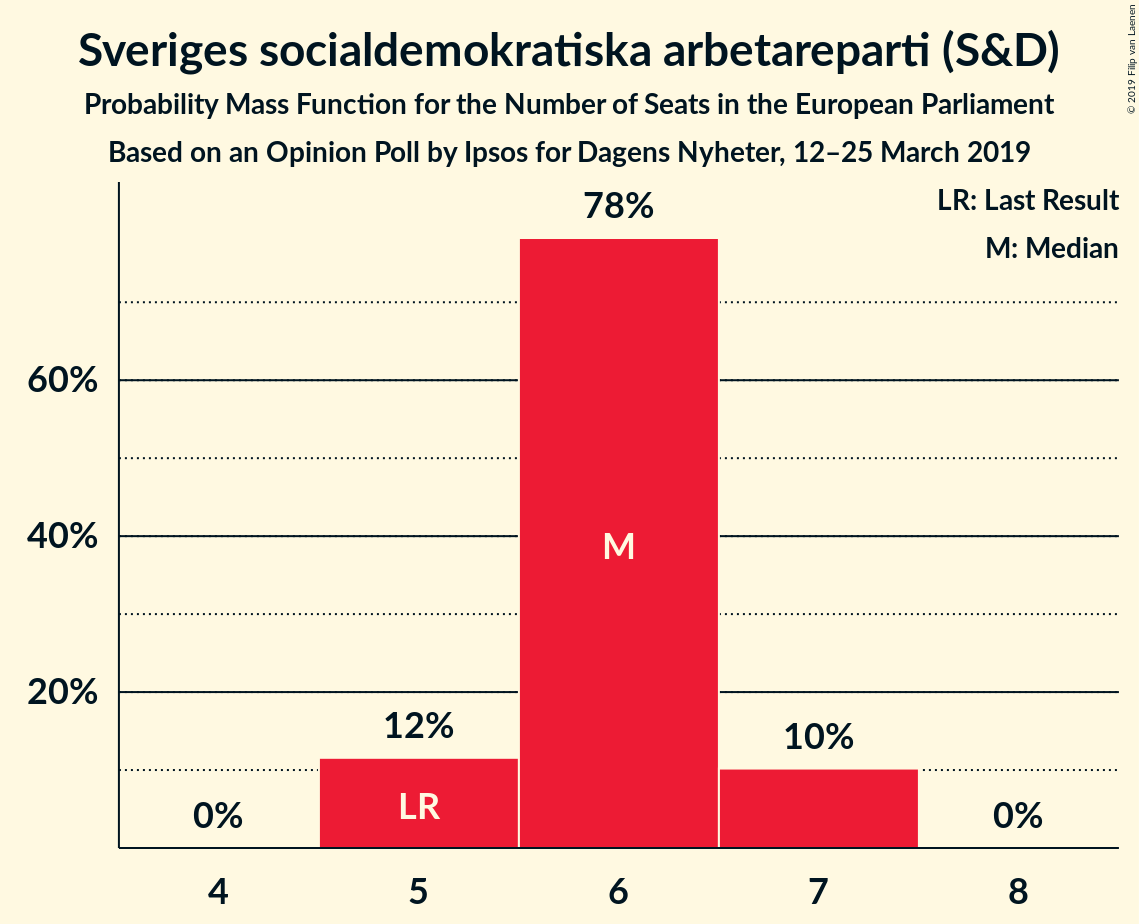 Sveriges socialdemokratiska arbetareparti (S&D)
Probability Mass Function for the Number of Seats in the European Parliament
Based on an Opinion Poll by Ipsos for Dagens Nyheter, 12–25 March 2019
© 2019 Filip van Laenen
LR: Last Result
M: Median
78%
60%
40%
M
20%
12%
10%
LR
0%
0%
4
5
6
7
8